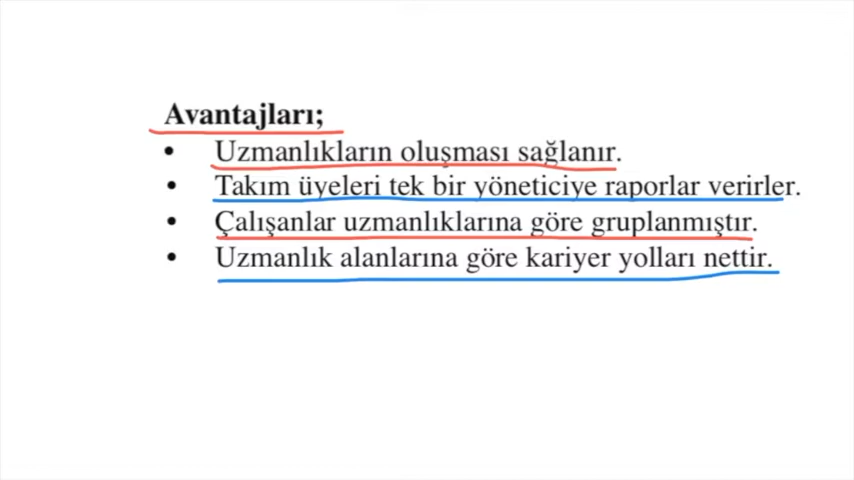 Avantajları;
• Uzmanlıkların oluşması sağlanır.
• Takım üyeleri tek bir yöneticiye raporlar verirler.
• Çalışanlar uzmanlıklarına göre gruplanmıştır.
• Uzmanlık alanlarına göre kariyer yolları nettir.